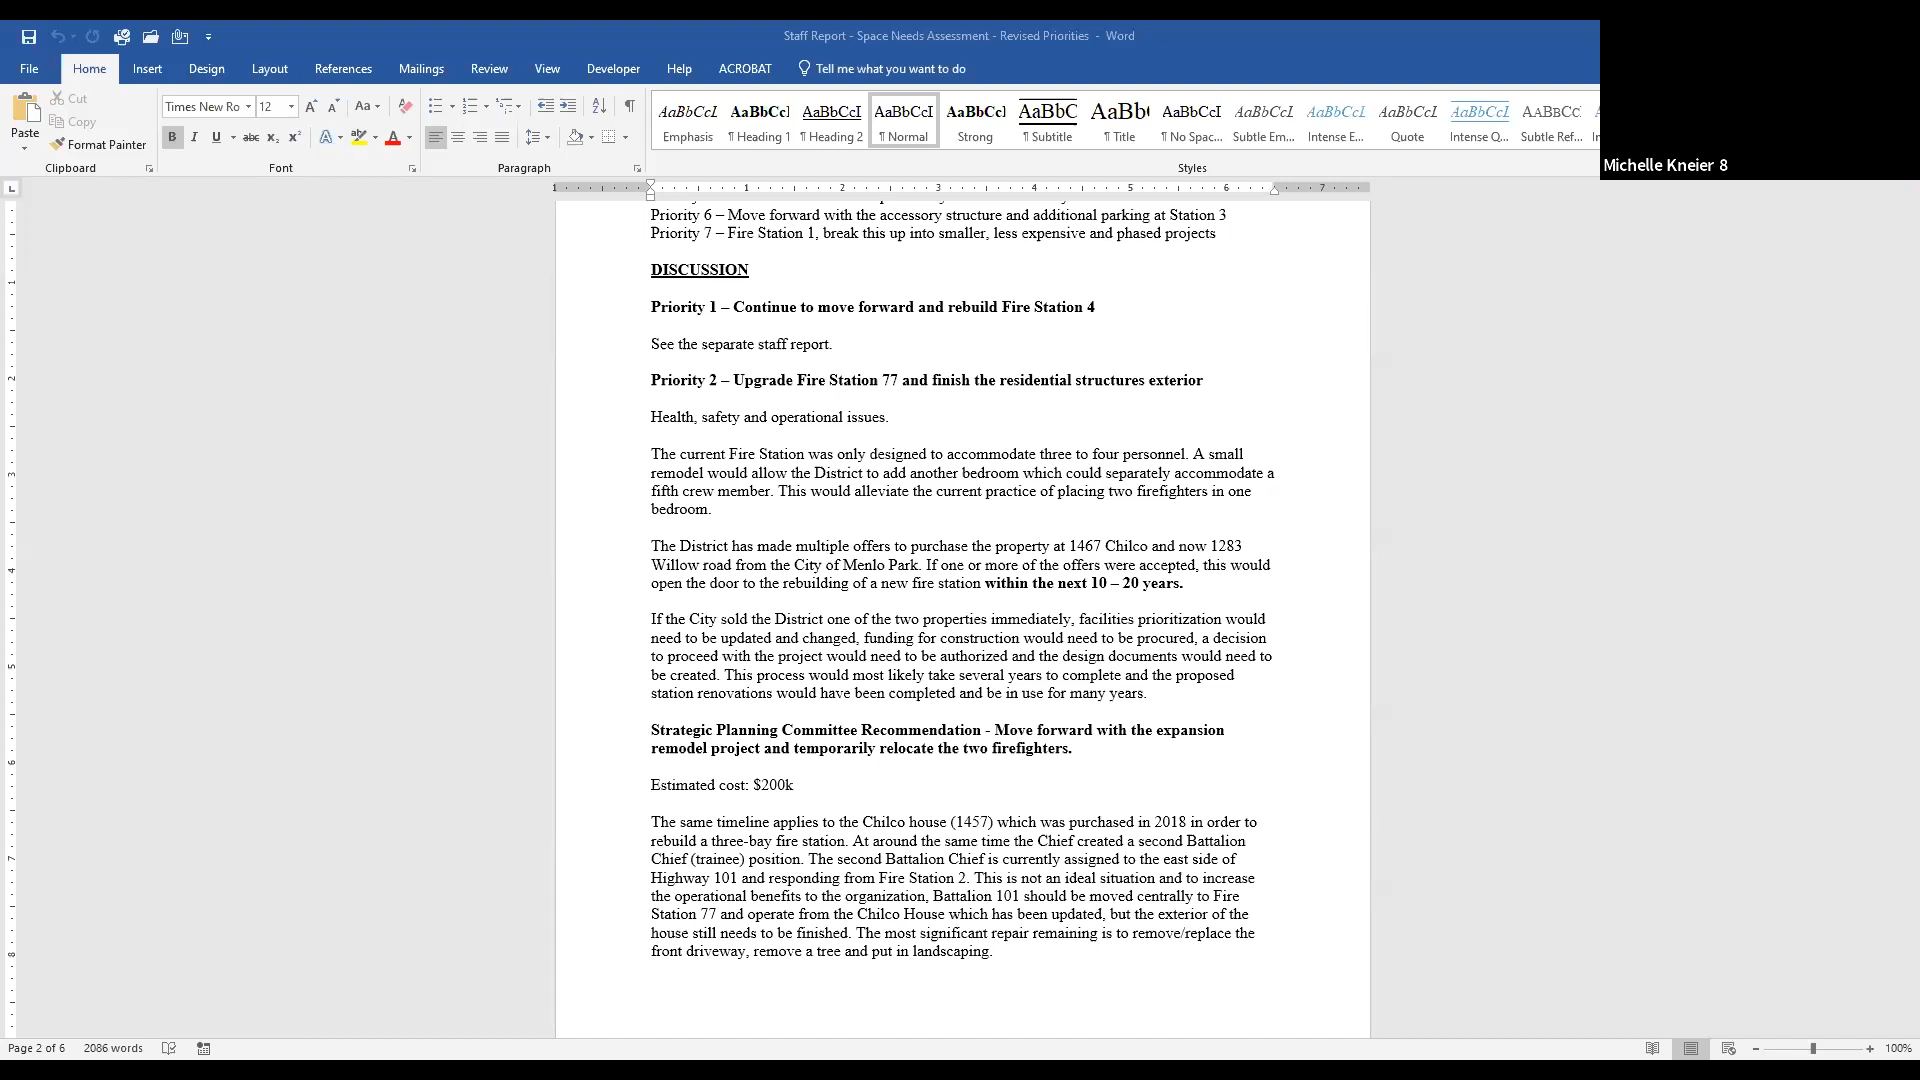 Staff Report - Space Needs Assessment - Revised Priorities - Word
File Home Insert Design Layout References Mailings Review View Developer Help ACROBAT Tell me what you want to do
Michelle Kneier 8
Paste
Cut
Copy
Format Painter
Clipboard
Times New Ro 12
Font
Paragraph
AaBbCcL AaBbCcI AaBbCcI AaBbCcI AaBbCcI AaBbC AaBb( AaBbCcI AaBbCcL AaBbCcL AaBbCcL AaBbCcL AABBCC
Emphasis ¶ Heading 1 ¶ Heading 2 ¶ Normal Strong ¶ Subtitle ¶ Title ¶ No Spac... Subtle Em... Intense E... Quote Intense Q... Subtle Ref...
Styles
1 1 2 3 4 5 6 7
Priority 6 – Move forward with the accessory structure and additional parking at Station 3
Priority 7 – Fire Station 1, break this up into smaller, less expensive and phased projects
DISCUSSION
Priority 1 – Continue to move forward and rebuild Fire Station 4
See the separate staff report.
Priority 2 – Upgrade Fire Station 77 and finish the residential structures exterior
Health, safety and operational issues.
The current Fire Station was only designed to accommodate three to four personnel. A small
remodel would allow the District to add another bedroom which could separately accommodate a
fifth crew member. This would alleviate the current practice of placing two firefighters in one
bedroom.
The District has made multiple offers to purchase the property at 1467 Chilco and now 1283
Willow road from the City of Menlo Park. If one or more of the offers were accepted, this would
open the door to the rebuilding of a new fire station within the next 10 – 20 years.
If the City sold the District one of the two properties immediately, facilities prioritization would
need to be updated and changed, funding for construction would need to be procured, a decision
to proceed with the project would need to be authorized and the design documents would need to
be created. This process would most likely take several years to complete and the proposed
station renovations would have been completed and be in use for many years.
Strategic Planning Committee Recommendation - Move forward with the expansion
remodel project and temporarily relocate the two firefighters.
Estimated cost: $200k
The same timeline applies to the Chilco house (1457) which was purchased in 2018 in order to
rebuild a three-bay fire station. At around the same time the Chief created a second Battalion
Chief (trainee) position. The second Battalion Chief is currently assigned to the east side of
Highway 101 and responding from Fire Station 2. This is not an ideal situation and to increase
the operational benefits to the organization, Battalion 101 should be moved centrally to Fire
Station 77 and operate from the Chilco House which has been updated, but the exterior of the
house still needs to be finished. The most significant repair remaining is to remove/replace the
front driveway, remove a tree and put in landscaping.
Page 2 of 6 2086 words 100%